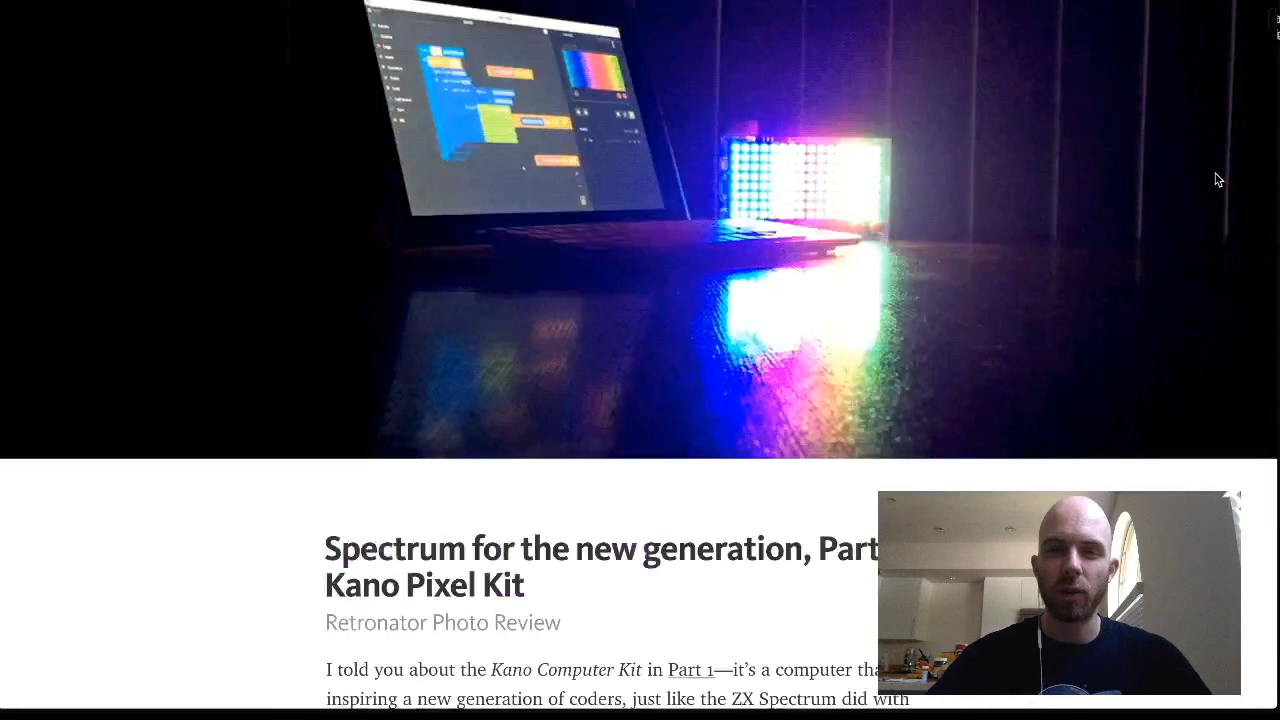 Spectrum for the new generation, Part
Kano Pixel Kit
Retronator Photo Review
I told you about the Kano Computer Kit in Part 1—it's a computer tha
inspiring a new generation of coders, just like the ZX Spectrum did with